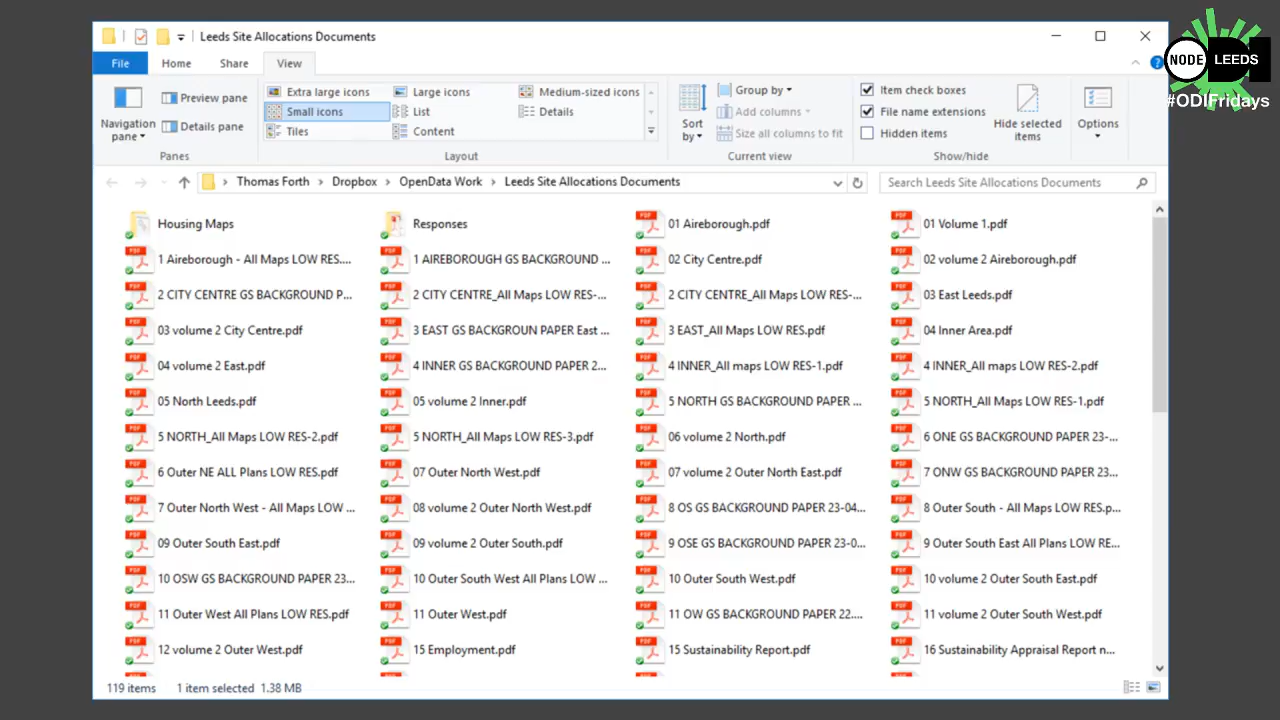 Leeds Site Allocations Documents
NODE LEEDS
#ODIFridays
File Home Share View
Navigation pane
Preview pane
Details pane
Panes
Extra large icons Large icons Medium-sized icons
Small icons List Details
Tiles Content
Layout
Sort by
Group by
Add columns
Size all columns to fit
Current view
Item check boxes
File name extensions
Hidden items
Hide selected items
Show/hide
Options
Thomas Forth > Dropbox > OpenData Work > Leeds Site Allocations Documents
Search Leeds Site Allocations Documents
Housing Maps Responses 01 Aireborough.pdf 01 Volume 1.pdf
1 Aireborough - All Maps LOW RES.... 1 AIREBOROUGH GS BACKGROUND ... 02 City Centre.pdf 02 volume 2 Aireborough.pdf
2 CITY CENTRE GS BACKGROUND P... 2 CITY CENTRE_All Maps LOW RES-... 2 CITY CENTRE_All Maps LOW RES-... 03 East Leeds.pdf
03 volume 2 City Centre.pdf 3 EAST GS BACKGROUN PAPER East ... 3 EAST_All Maps LOW RES.pdf 04 Inner Area.pdf
04 volume 2 East.pdf 4 INNER GS BACKGROUND PAPER 2... 4 INNER_All maps LOW RES-1.pdf 4 INNER_All maps LOW RES-2.pdf
05 North Leeds.pdf 05 volume 2 Inner.pdf 5 NORTH GS BACKGROUND PAPER ... 5 NORTH_All Maps LOW RES-1.pdf
5 NORTH_All Maps LOW RES-2.pdf 5 NORTH_All Maps LOW RES-3.pdf 06 volume 2 North.pdf 6 ONE GS BACKGROUND PAPER 23-...
6 Outer NE ALL Plans LOW RES.pdf 07 Outer North West.pdf 07 volume 2 Outer North East.pdf 7 ONW GS BACKGROUND PAPER 23...
7 Outer North West - All Maps LOW ... 08 volume 2 Outer North West.pdf 8 OS GS BACKGROUND PAPER 23-04... 8 Outer South - All Maps LOW RES.p...
09 Outer South East.pdf 09 volume 2 Outer South.pdf 9 OSE GS BACKGROUND PAPER 23-0... 9 Outer South East All Plans LOW RE...
10 OSW GS BACKGROUND PAPER 23... 10 Outer South West All Plans LOW ... 10 Outer South West.pdf 10 volume 2 Outer South East.pdf
11 Outer West All Plans LOW RES.pdf 11 Outer West.pdf 11 OW GS BACKGROUND PAPER 22.... 11 volume 2 Outer South West.pdf
12 volume 2 Outer West.pdf 15 Employment.pdf 15 Sustainability Report.pdf 16 Sustainability Appraisal Report n...
119 items 1 item selected 1.38 MB